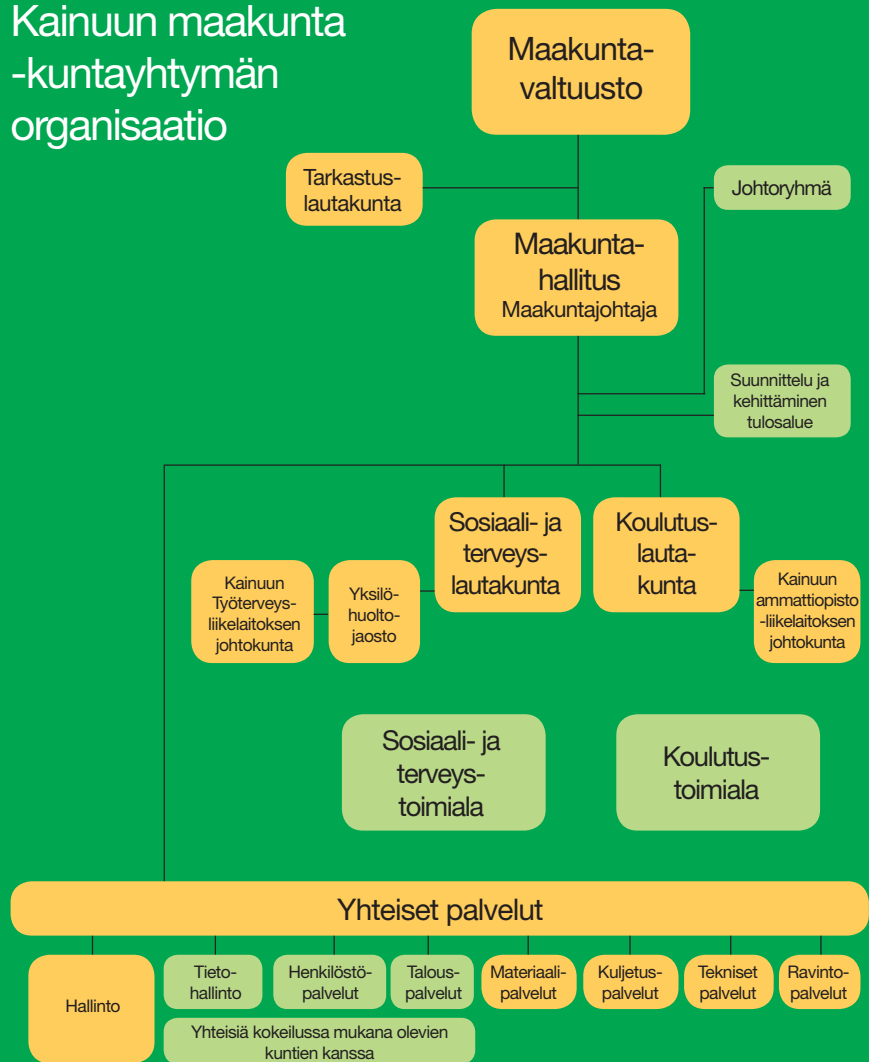 Kainuun maakunta
-kuntayhtymän
organisaatio
Maakunta-
valtuusto
Tarkastus-
lautakunta
Johtoryhmä
Maakunta-
hallitus
Maakuntajohtaja
Suunnittelu ja
kehittäminen
tulosalue
Sosiaali- ja
terveys-
lautakunta
Koulutus-
lauta-
kunta
Kainuun
Työterveys-
liikelaitoksen
johtokunta
Yksilö-
huolto-
jaosto
Kainuun
ammattiopisto
-liikelaitoksen
johtokunta
Sosiaali- ja
terveys-
toimiala
Koulutus-
toimiala
Yhteiset palvelut
Hallinto
Tieto-
hallinto
Henkilöstö-
palvelut
Talous-
palvelut
Materiaali-
palvelut
Kuljetus-
palvelut
Tekniset
palvelut
Ravinto-
palvelut
Yhteisiä kokeilussa mukana olevien
kuntien kanssa